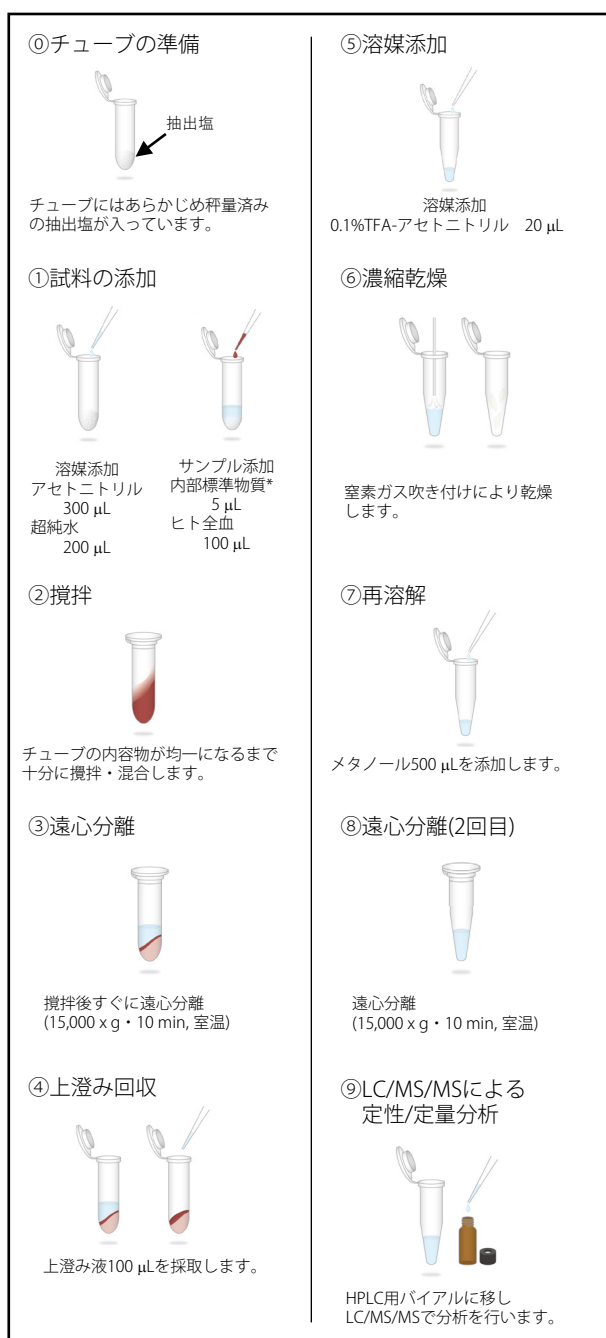 ⓪チューブの準備
抽出塩
チューブにはあらかじめ秤量済み
の抽出塩が入っています。
①試料の添加
溶媒添加
アセトニトリル
300 μL
超純水
200 μL
サンプル添加
内部標準物質*
5 μL
ヒト全血
100 μL
②撹拌
チューブの内容物が均一になるまで
十分に攪拌・混合します。
③遠心分離
撹拌後すぐに遠心分離
(15,000 x g・10 min, 室温)
④上澄み回収
上澄み液100 μLを採取します。
⑤溶媒添加
溶媒添加
0.1%TFA-アセトニトリル 20 μL
⑥濃縮乾燥
窒素ガス吹き付けにより乾燥
します。
⑦再溶解
メタノール500 μLを添加します。
⑧遠心分離(2回目)
遠心分離
(15,000 x g・10 min, 室温)
⑨LC/MS/MSによる
定性/定量分析
HPLC用バイアルに移し
LC/MS/MSで分析を行います。